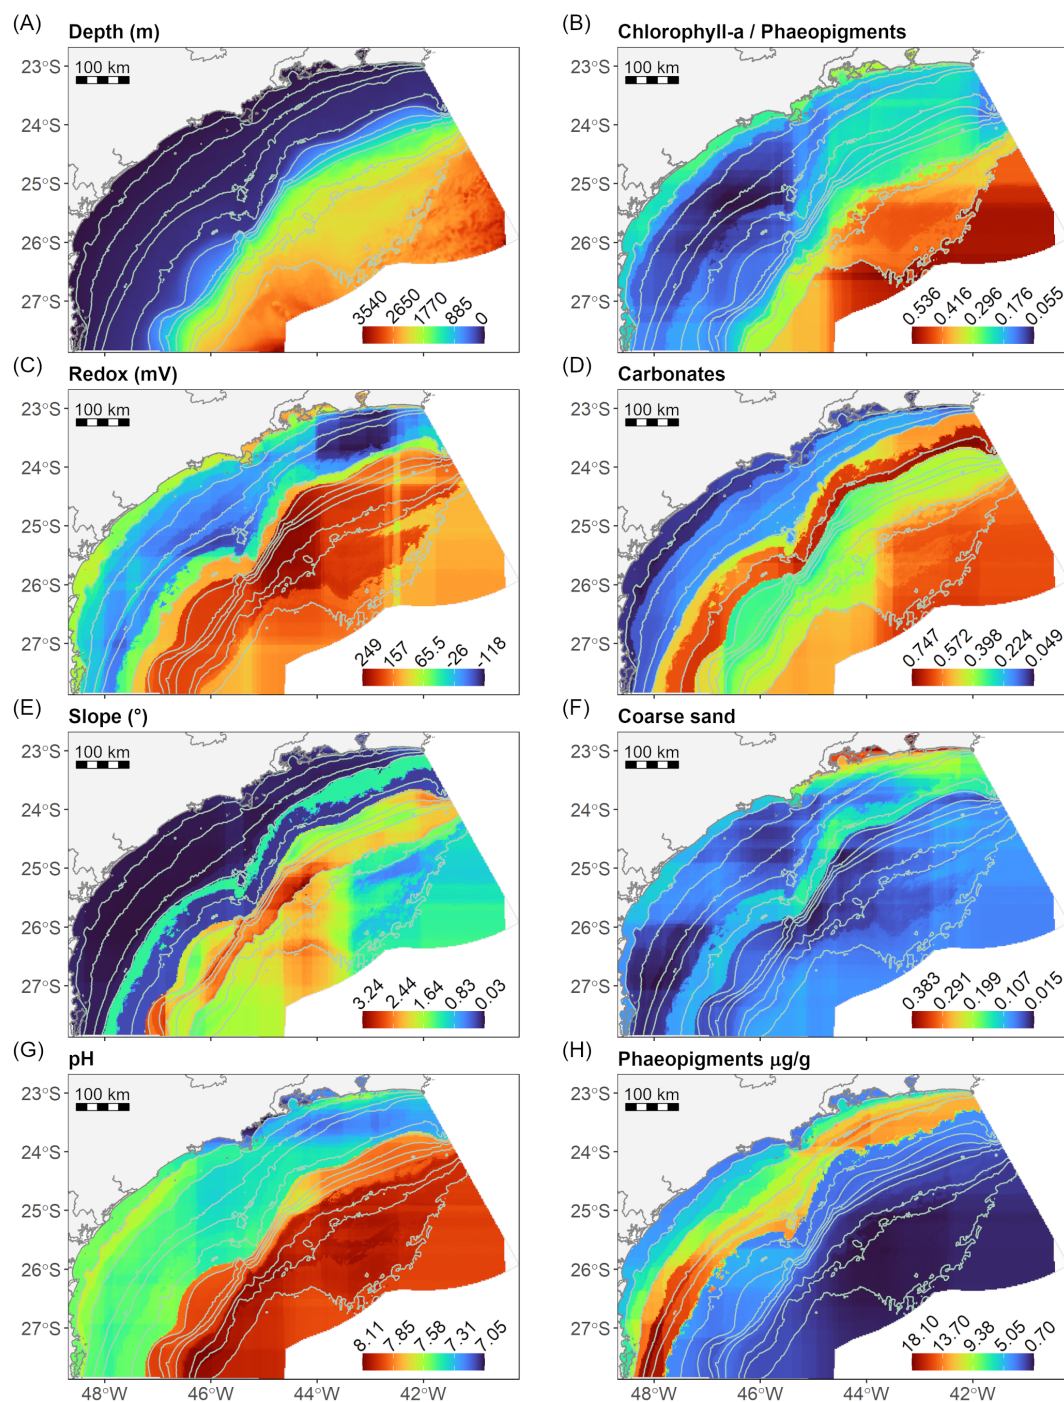 (A) Depth (m)
(B) Chlorophyll-a / Phaeopigments
100 km
100 km
23°S
24°S
25°S
26°S
27°S
3540 2650 1770 885 0
23°S
24°S
25°S
26°S
27°S
0.536 0.416 0.296 0.176 0.055
(C) Redox (mV)
(D) Carbonates
100 km
100 km
23°S
24°S
25°S
26°S
27°S
249 157 65.5 -26 -118
23°S
24°S
25°S
26°S
27°S
0.747 0.572 0.398 0.224 0.049
(E) Slope (°)
(F) Coarse sand
100 km
100 km
23°S
24°S
25°S
26°S
27°S
3.24 2.44 1.64 0.83 0.03
23°S
24°S
25°S
26°S
27°S
0.383 0.291 0.199 0.107 0.015
(G) pH
(H) Phaeopigments μg/g
100 km
100 km
23°S
24°S
25°S
26°S
27°S
8.11 7.85 7.58 7.31 7.05
23°S
24°S
25°S
26°S
27°S
18.10 13.70 9.38 5.05 0.70
48°W 46°W 44°W 42°W
48°W 46°W 44°W 42°W